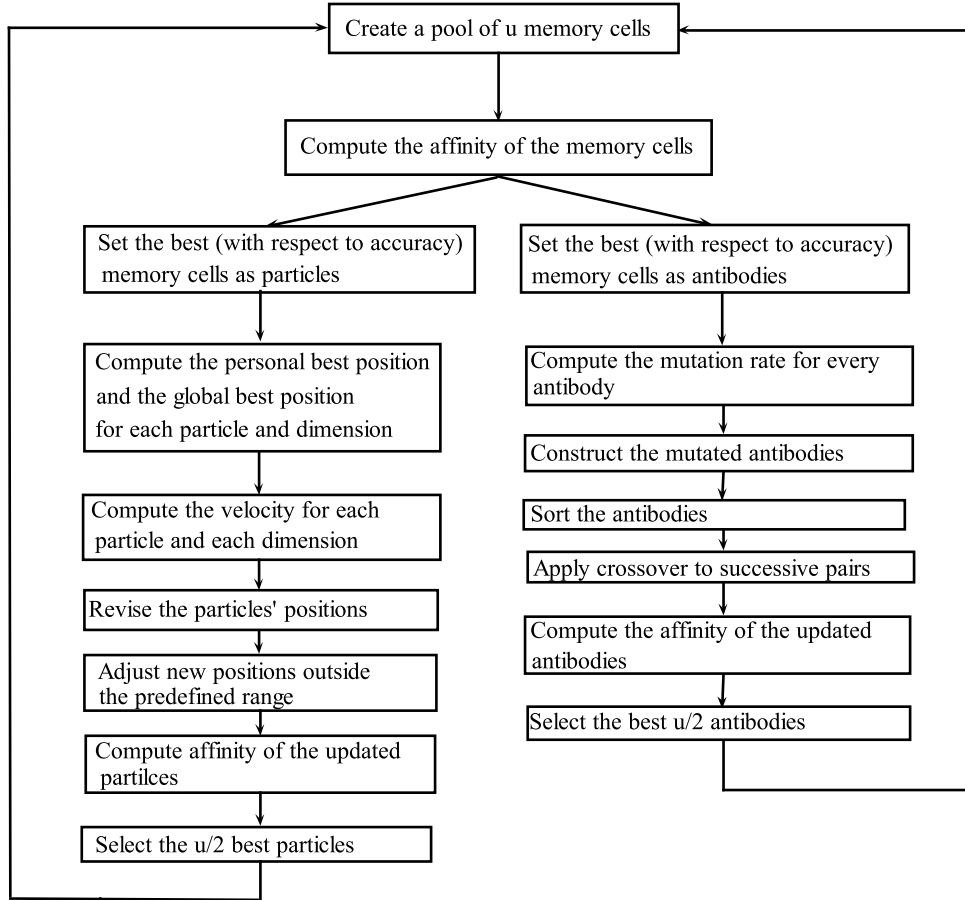 Create a pool of u memory cells
Compute the affinity of the memory cells
Set the best (with respect to accuracy)
memory cells as particles
Compute the personal best position
and the global best position
for each particle and dimension
Compute the velocity for each
particle and each dimension
Revise the particles' positions
Adjust new positions outside
the predefined range
Compute affinity of the updated
partilces
Select the u/2 best particles
Set the best (with respect to accuracy)
memory cells as antibodies
Compute the mutation rate for every
antibody
Construct the mutated antibodies
Sort the antibodies
Apply crossover to successive pairs
Compute the affinity of the updated
antibodies
Select the best u/2 antibodies